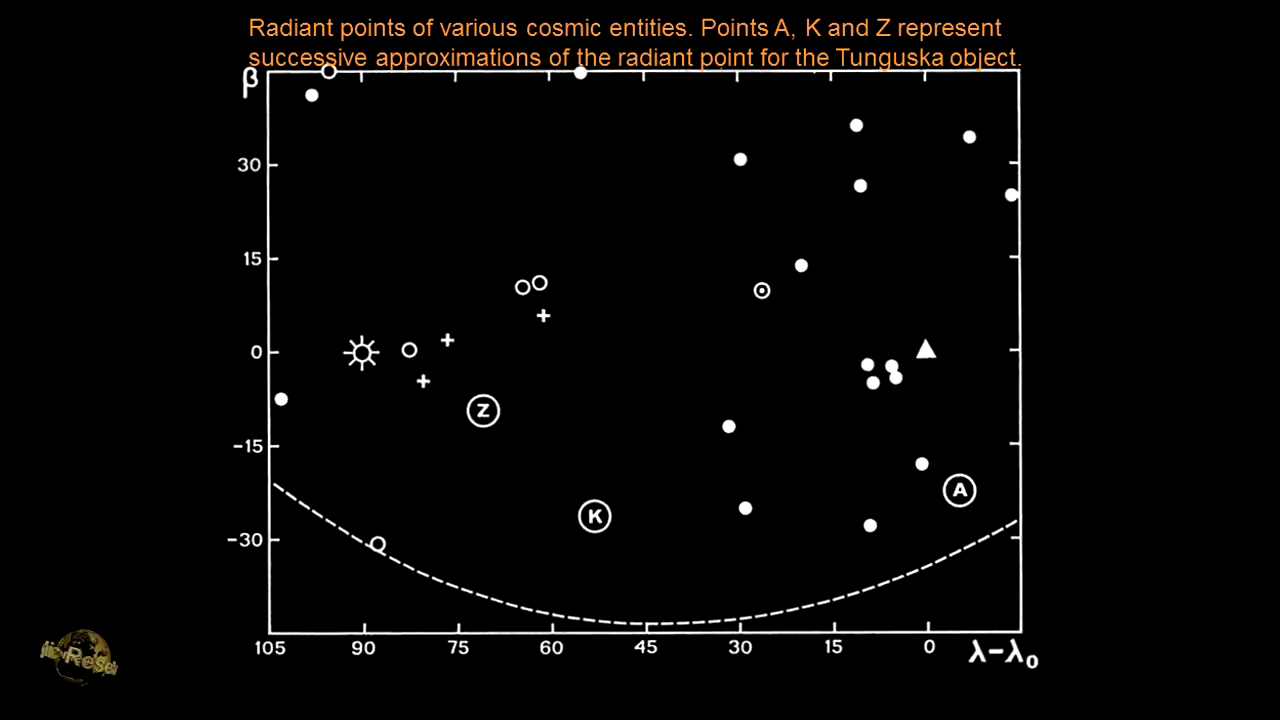 Radiant points of various cosmic entities. Points A, K and Z represent
successive approximations of the radiant point for the Tunguska object.
β
30
15
0
-15
-30
Z
K
A
105 90 75 60 45 30 15 0 λ-λ₀